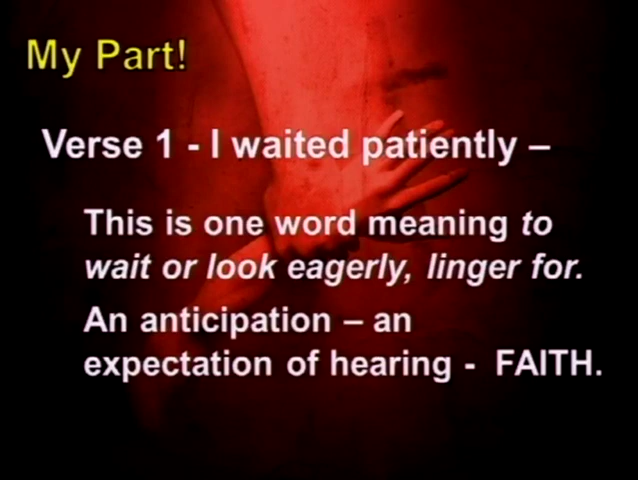 My Part!
Verse 1 - I waited patiently –
This is one word meaning to
wait or look eagerly, linger for.
An anticipation – an
expectation of hearing - FAITH.